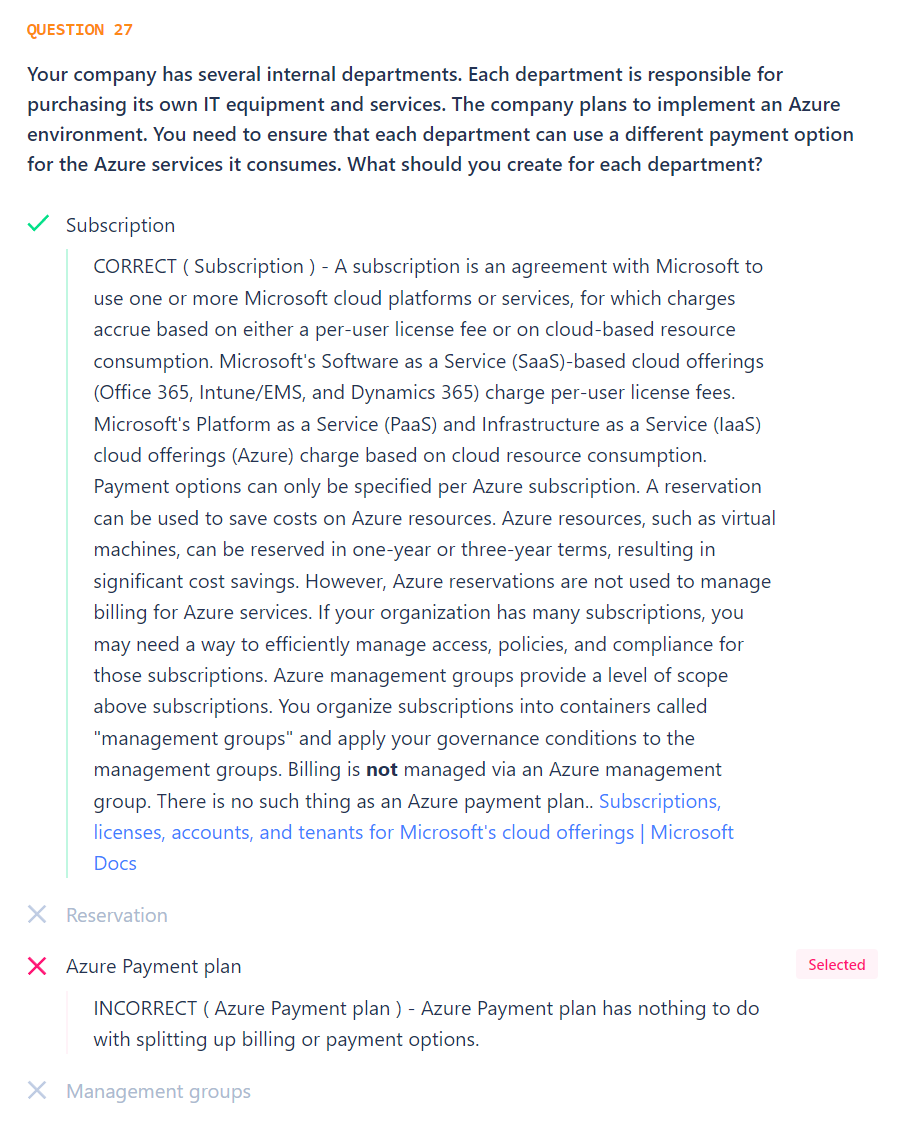 QUESTION 27
Your company has several internal departments. Each department is responsible for
purchasing its own IT equipment and services. The company plans to implement an Azure
environment. You need to ensure that each department can use a different payment option
for the Azure services it consumes. What should you create for each department?
Subscription
CORRECT ( Subscription ) - A subscription is an agreement with Microsoft to
use one or more Microsoft cloud platforms or services, for which charges
accrue based on either a per-user license fee or on cloud-based resource
consumption. Microsoft's Software as a Service (SaaS)-based cloud offerings
(Office 365, Intune/EMS, and Dynamics 365) charge per-user license fees.
Microsoft's Platform as a Service (PaaS) and Infrastructure as a Service (IaaS)
cloud offerings (Azure) charge based on cloud resource consumption.
Payment options can only be specified per Azure subscription. A reservation
can be used to save costs on Azure resources. Azure resources, such as virtual
machines, can be reserved in one-year or three-year terms, resulting in
significant cost savings. However, Azure reservations are not used to manage
billing for Azure services. If your organization has many subscriptions, you
may need a way to efficiently manage access, policies, and compliance for
those subscriptions. Azure management groups provide a level of scope
above subscriptions. You organize subscriptions into containers called
"management groups" and apply your governance conditions to the
management groups. Billing is not managed via an Azure management
group. There is no such thing as an Azure payment plan.. Subscriptions,
licenses, accounts, and tenants for Microsoft's cloud offerings | Microsoft
Docs
Reservation
Azure Payment plan
Selected
INCORRECT ( Azure Payment plan ) - Azure Payment plan has nothing to do
with splitting up billing or payment options.
Management groups